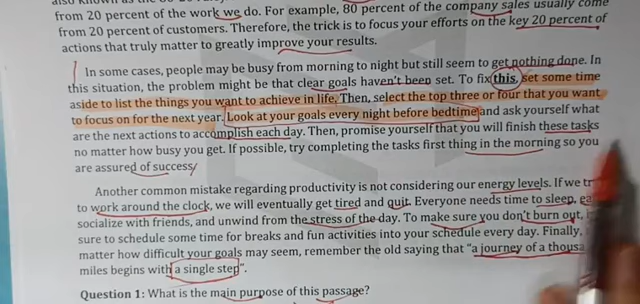 from 20 percent of the work we do. For example, 80 percent of the company sales usually come
from 20 percent of customers. Therefore, the trick is to focus your efforts on the key 20 percent of
actions that truly matter to greatly improve your results.
In some cases, people may be busy from morning to night but still seem to get nothing done. In
this situation, the problem might be that clear goals haven't been set. To fix this, set some time
aside to list the things you want to achieve in life. Then, select the top three or four that you want
to focus on for the next year. Look at your goals every night before bedtime and ask yourself what
are the next actions to accomplish each day. Then, promise yourself that you will finish these tasks
no matter how busy you get. If possible, try completing the tasks first thing in the morning so you
are assured of success
Another common mistake regarding productivity is not considering our energy levels. If we
to work around the clock, we will eventually get tired and quit. Everyone needs time to sleep,
socialize with friends, and unwind from the stress of the day. To make sure you don't burn out,
sure to schedule some time for breaks and fun activities into your schedule every day. Finally,
matter how difficult your goals may seem, remember the old saying that "a journey of a
miles begins with a single step".
Question 1: What is the main purpose of this passage?